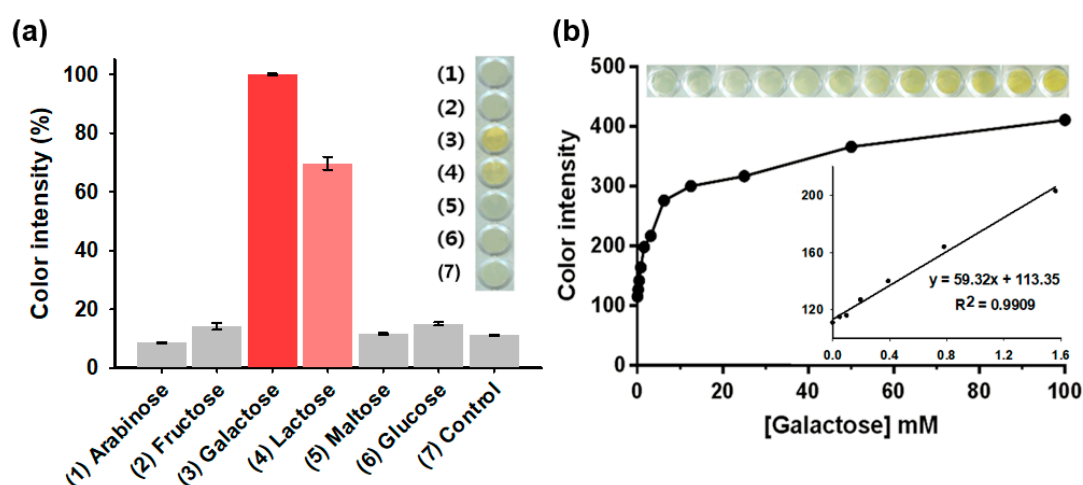 (a)
Color intensity (%)
100
80
60
40
20
0
(1) Arabinose
(2) Fructose
(3) Galactose
(4) Lactose
(5) Maltose
(6) Glucose
(7) Control
(1)
(2)
(3)
(4)
(5)
(6)
(7)
(b)
Color intensity
500
400
300
200
100
0
0 20 40 60 80 100
[Galactose] mM
200
160
120
0.0 0.4 0.8 1.2 1.6
y = 59.32x + 113.35
R² = 0.9909